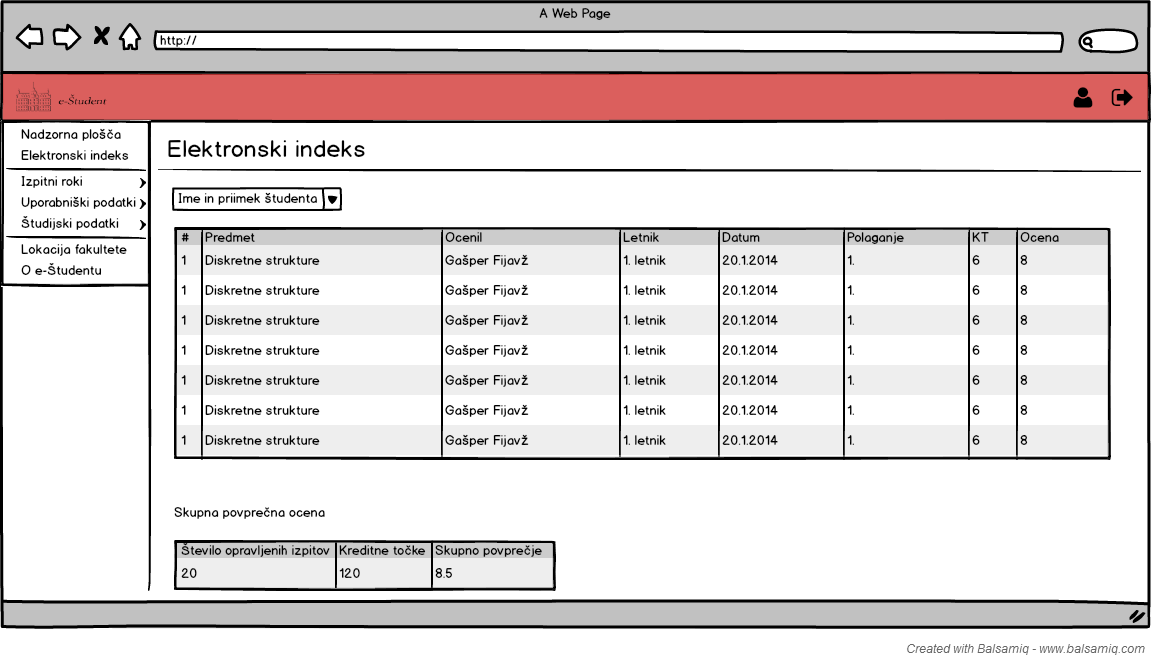 A Web Page
http://
e-Študent
Nadzorna plošča
Elektronski indeks
Izpitni roki
Uporabniški podatki
Študijski podatki
Lokacija fakultete
O e-Študentu
Elektronski indeks
Ime in priimek študenta
# Predmet Ocenil Letnik Datum Polaganje KT Ocena
1 Diskretne strukture Gašper Fijavž 1. letnik 20.1.2014 1. 6 8
1 Diskretne strukture Gašper Fijavž 1. letnik 20.1.2014 1. 6 8
1 Diskretne strukture Gašper Fijavž 1. letnik 20.1.2014 1. 6 8
1 Diskretne strukture Gašper Fijavž 1. letnik 20.1.2014 1. 6 8
1 Diskretne strukture Gašper Fijavž 1. letnik 20.1.2014 1. 6 8
1 Diskretne strukture Gašper Fijavž 1. letnik 20.1.2014 1. 6 8
1 Diskretne strukture Gašper Fijavž 1. letnik 20.1.2014 1. 6 8
Skupna povprečna ocena
Število opravljenih izpitov Kreditne točke Skupno povprečje
20 120 8.5
Created with Balsamiq - www.balsamiq.com